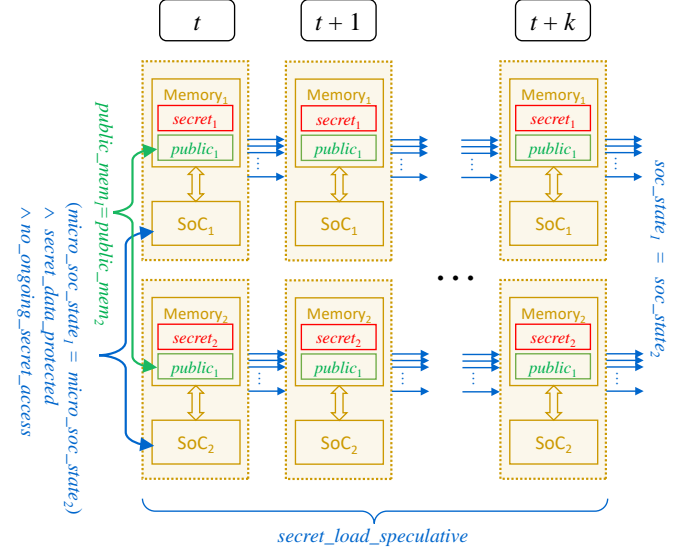 t
t + 1
t + k
Memory₁
secret₁
public₁
SoC₁
Memory₁
secret₁
public₁
SoC₁
Memory₁
secret₁
public₁
SoC₁
...
Memory₂
secret₂
public₁
SoC₂
Memory₂
secret₂
public₁
SoC₂
Memory₂
secret₂
public₁
SoC₂
public_mem₁= public_mem₂
(micro_soc_state₁ = micro_soc_state₂)
∧ secret_data_protected
∧ no_ongoing_secret_access
soc_state₁ = soc_state₂
secret_load_speculative